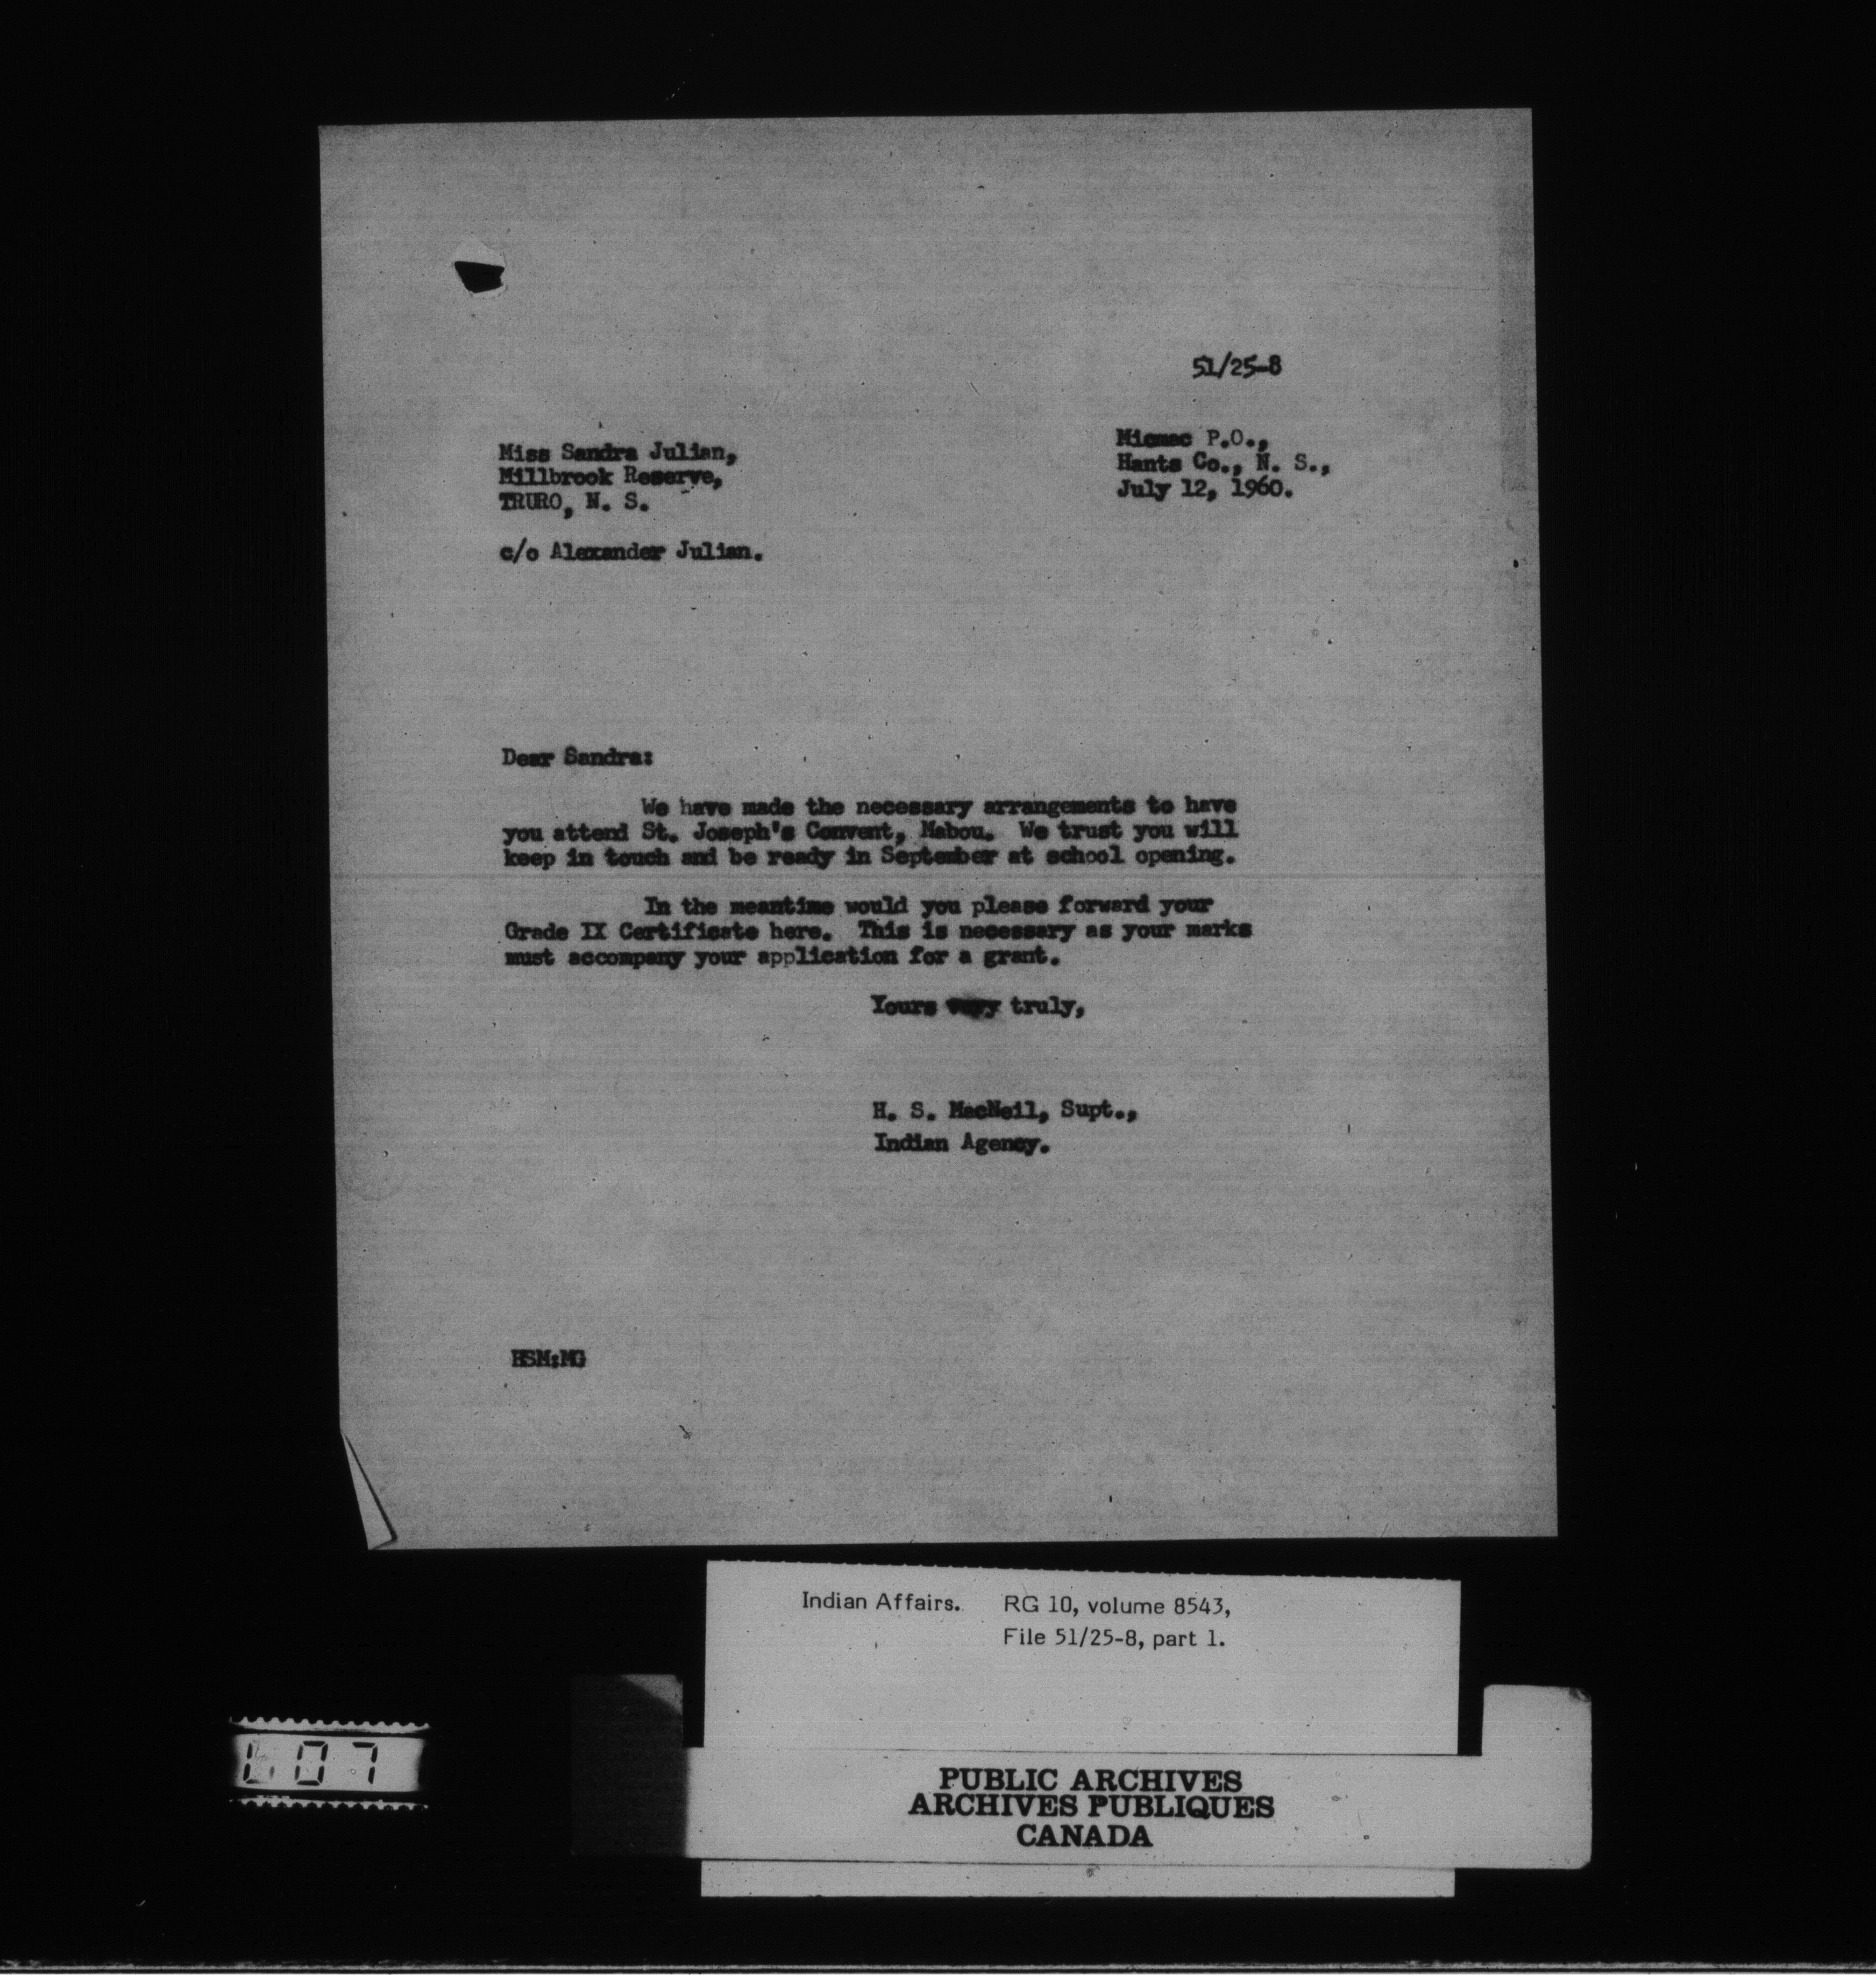 51/25-8
Miss Sandra Julian,
Millbrook Reserve,
TRURO, N. S.
c/o Alexander Julian.
Micmac P.O.,
Hants Co., N. S.,
July 12, 1960.
Dear Sandra:
We have made the necessary arrangements to have
you attend St. Joseph's Convent, Mabou. We trust you will
keep in touch and be ready in September at school opening.
In the meantime would you please forward your
Grade IX Certificate here. This is necessary as your marks
must accompany your application for a grant.
Yours very truly,
H. S. MacNeil, Supt.,
Indian Agency.
HSM:MG
Indian Affairs. RG 10, volume 8543,
File 51/25-8, part 1.
PUBLIC ARCHIVES
ARCHIVES PUBLIQUES
CANADA